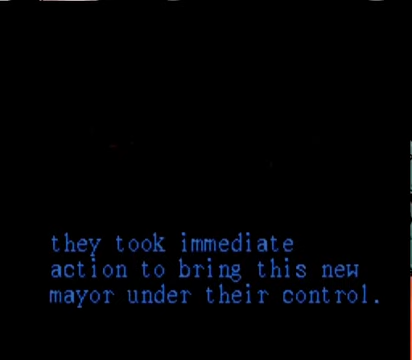 they took immediate
action to bring this new
mayor under their control.